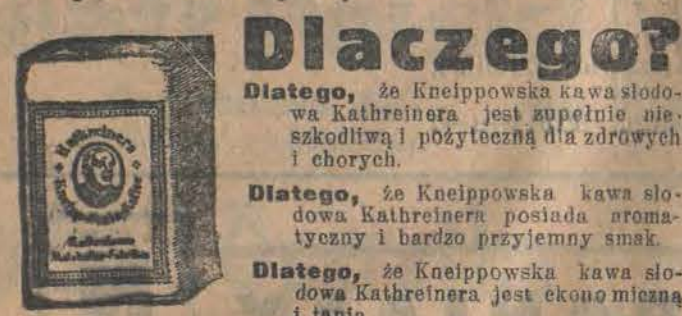 Dlaczego?
Dlatego, że Kneippowska kawa słodo-
wa Kathreinera jest zupełnie nie-
szkodliwą i pożyteczną dla zdrowych
i chorych.
Dlatego, że Kneippowska kawa sło-
dowa Kathreinera posiada aroma-
tyczny i bardzo przyjemny smak.
Dlatego, że Kneippowska kawa sło-
dowa Kathreinera jest ekonomiczną
i tanią
Kathreiners